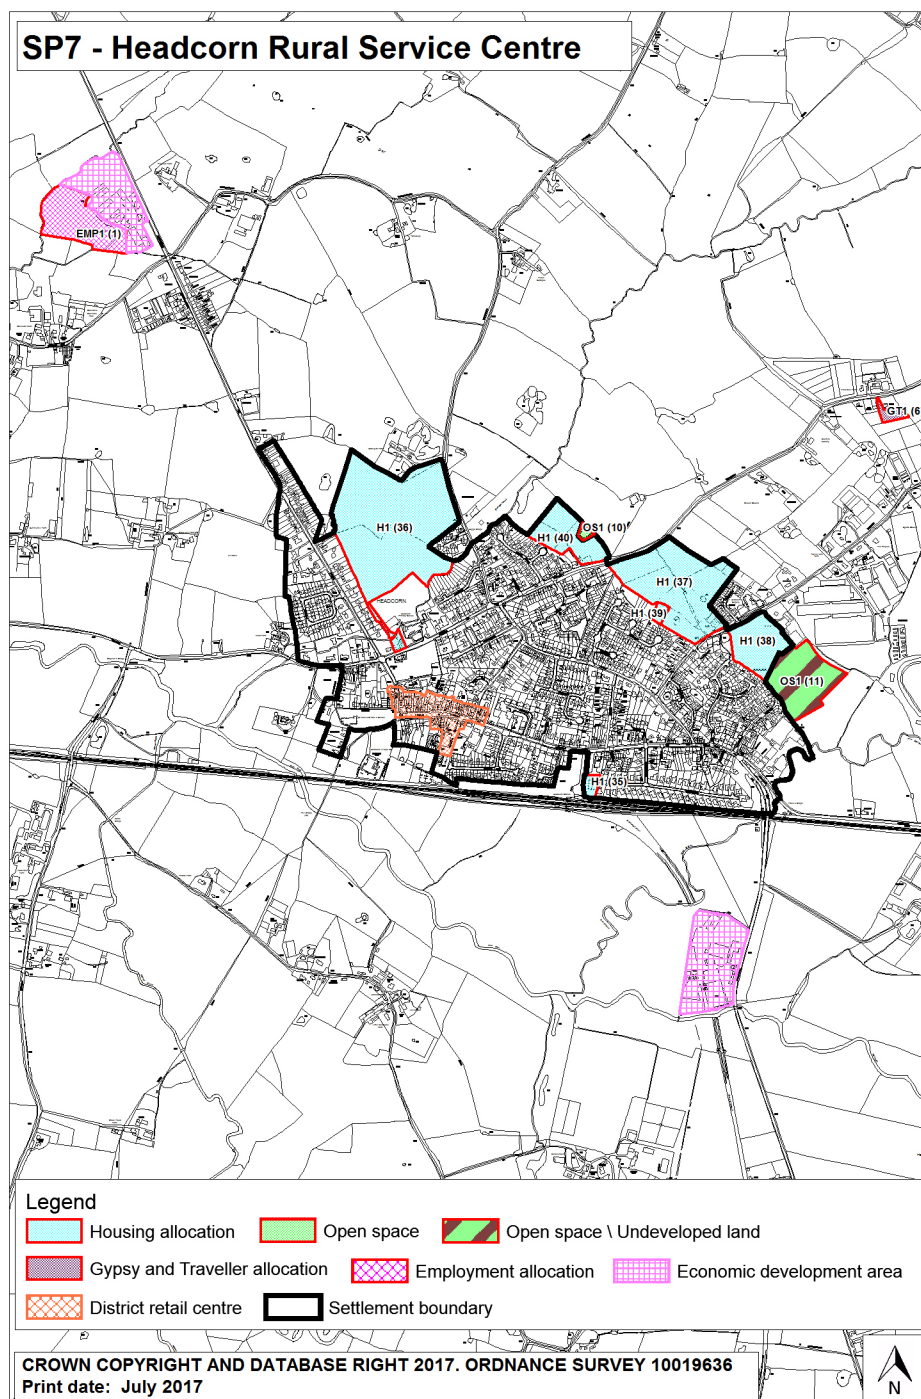 SP7 - Headcorn Rural Service Centre
EMP1 (1)
GT1 (6
H1 (36)
OS1 (10)
H1 (40)
H1 (37)
HEADCORN
H1 (39)
H1 (38)
OS1 (11)
H1 (35)
Legend
Housing allocation
Open space
Open space \ Undeveloped land
Gypsy and Traveller allocation
Employment allocation
Economic development area
District retail centre
Settlement boundary
CROWN COPYRIGHT AND DATABASE RIGHT 2017. ORDNANCE SURVEY 10019636
Print date: July 2017
N